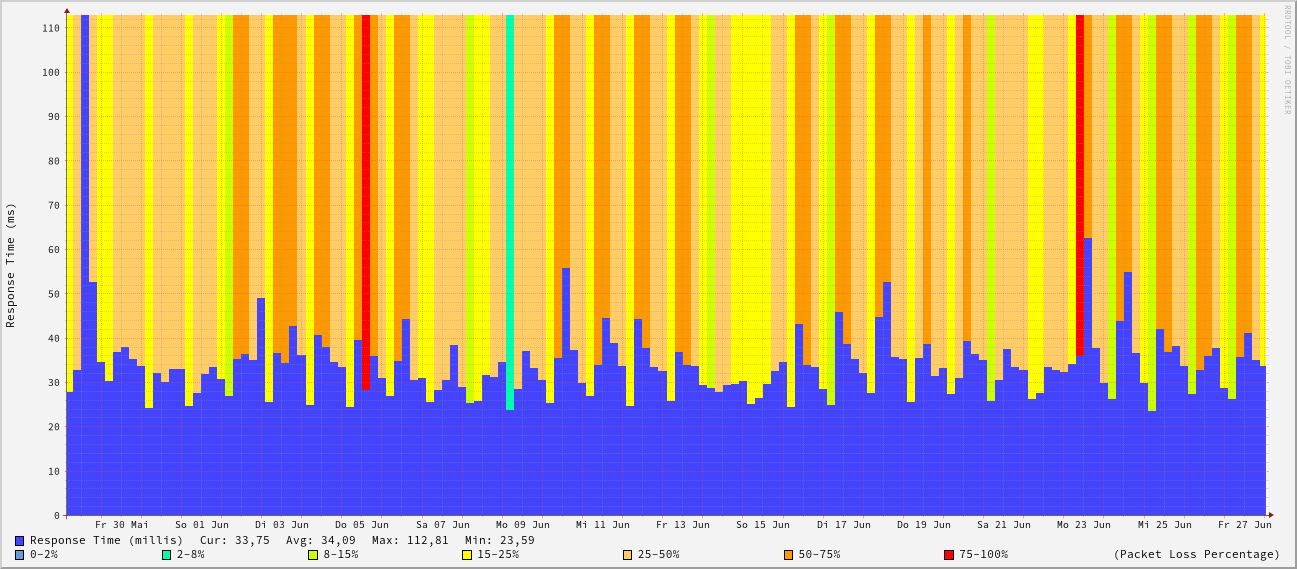 RRDTOOL / TOBI OETIKER
Response Time (ms)
110
100
90
80
70
60
50
40
30
20
10
0
Fr 30 Mai So 01 Jun Di 03 Jun Do 05 Jun Sa 07 Jun Mo 09 Jun Mi 11 Jun Fr 13 Jun So 15 Jun Di 17 Jun Do 19 Jun Sa 21 Jun Mo 23 Jun Mi 25 Jun Fr 27 Jun
Response Time (millis) Cur: 33,75 Avg: 34,09 Max: 112,81 Min: 23,59
0-2% 2-8% 8-15% 15-25% 25-50% 50-75% 75-100% (Packet Loss Percentage)